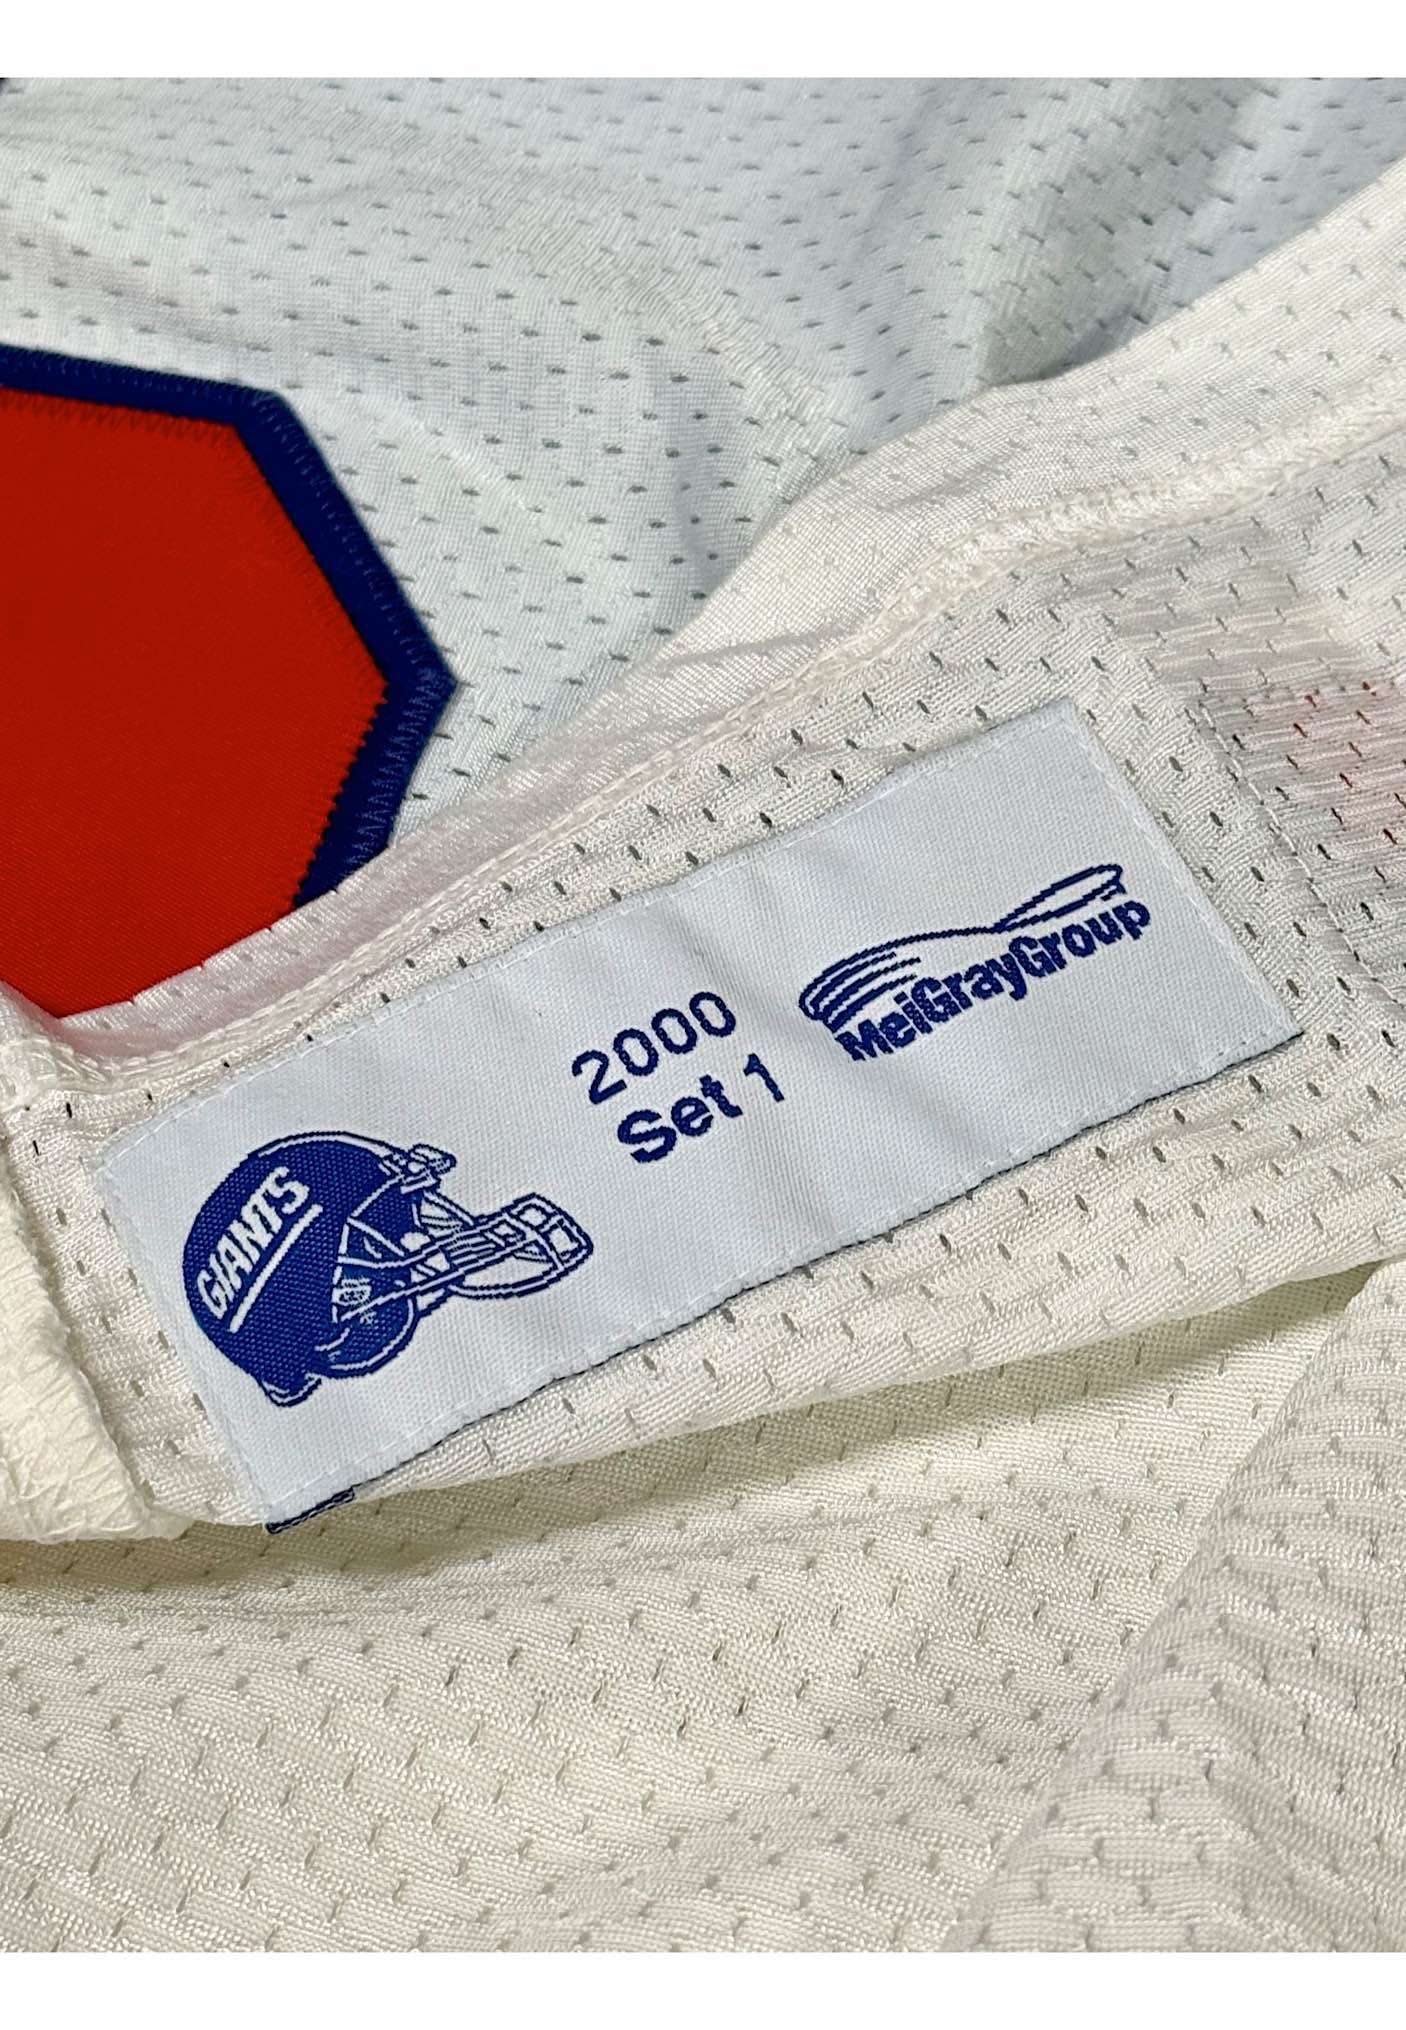 GIANTS
2000
Set 1
MeiGrayGroup